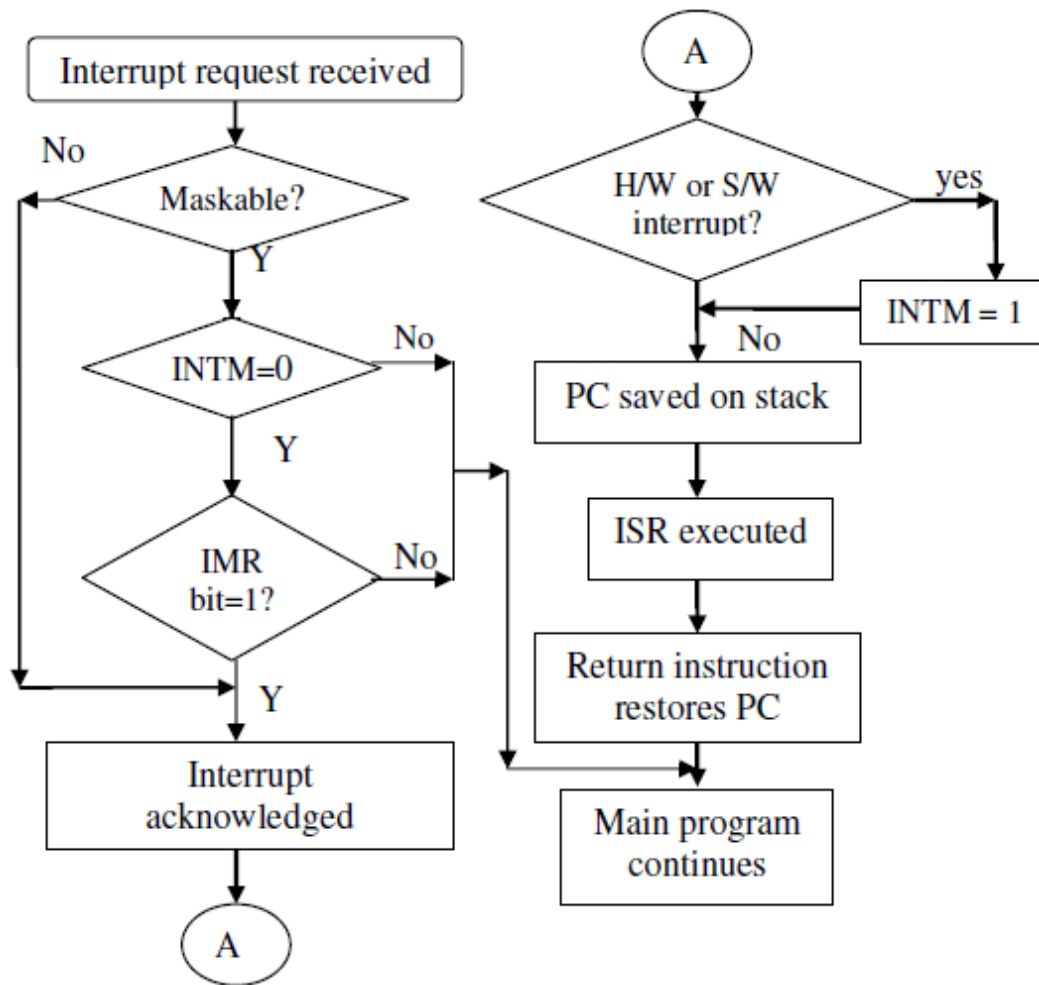 Interrupt request received
No
Maskable?
Y
INTM=0
No
Y
IMR
bit=1?
No
Y
Interrupt
acknowledged
A
A
H/W or S/W
interrupt?
yes
INTM = 1
No
PC saved on stack
ISR executed
Return instruction
restores PC
Main program
continues